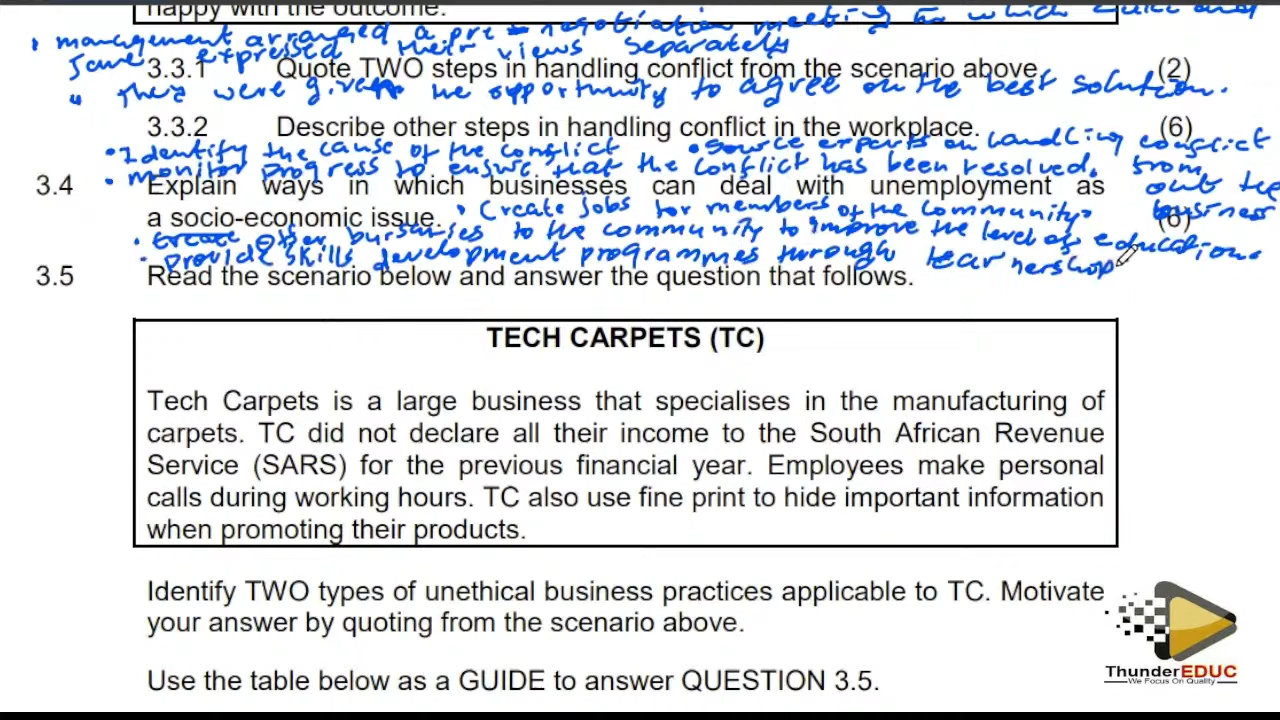 happy with the outcome.
• management arranged a pre-negotiation meeting in which and
Jane expressed their views separately
3.3.1 Quote TWO steps in handling conflict from the scenario above. (2)
• They were given the opportunity to agree on the best solution.
3.3.2 Describe other steps in handling conflict in the workplace. (6)
• Identify the cause of the conflict • source experts on handling conflict
• monitor progress to ensure that the conflict has been resolved. from
3.4 Explain ways in which businesses can deal with unemployment as
out the
a socio-economic issue. (6)
• Create jobs for members of the community. business
• offer bursaries to the community to improve the level of education.
• provide skills development programmes through
3.5 Read the scenario below and answer the question that follows.
TECH CARPETS (TC)
Tech Carpets is a large business that specialises in the manufacturing of
carpets. TC did not declare all their income to the South African Revenue
Service (SARS) for the previous financial year. Employees make personal
calls during working hours. TC also use fine print to hide important information
when promoting their products.
Identify TWO types of unethical business practices applicable to TC. Motivate
your answer by quoting from the scenario above.
Use the table below as a GUIDE to answer QUESTION 3.5.
ThunderEDUC
We Focus On Quality